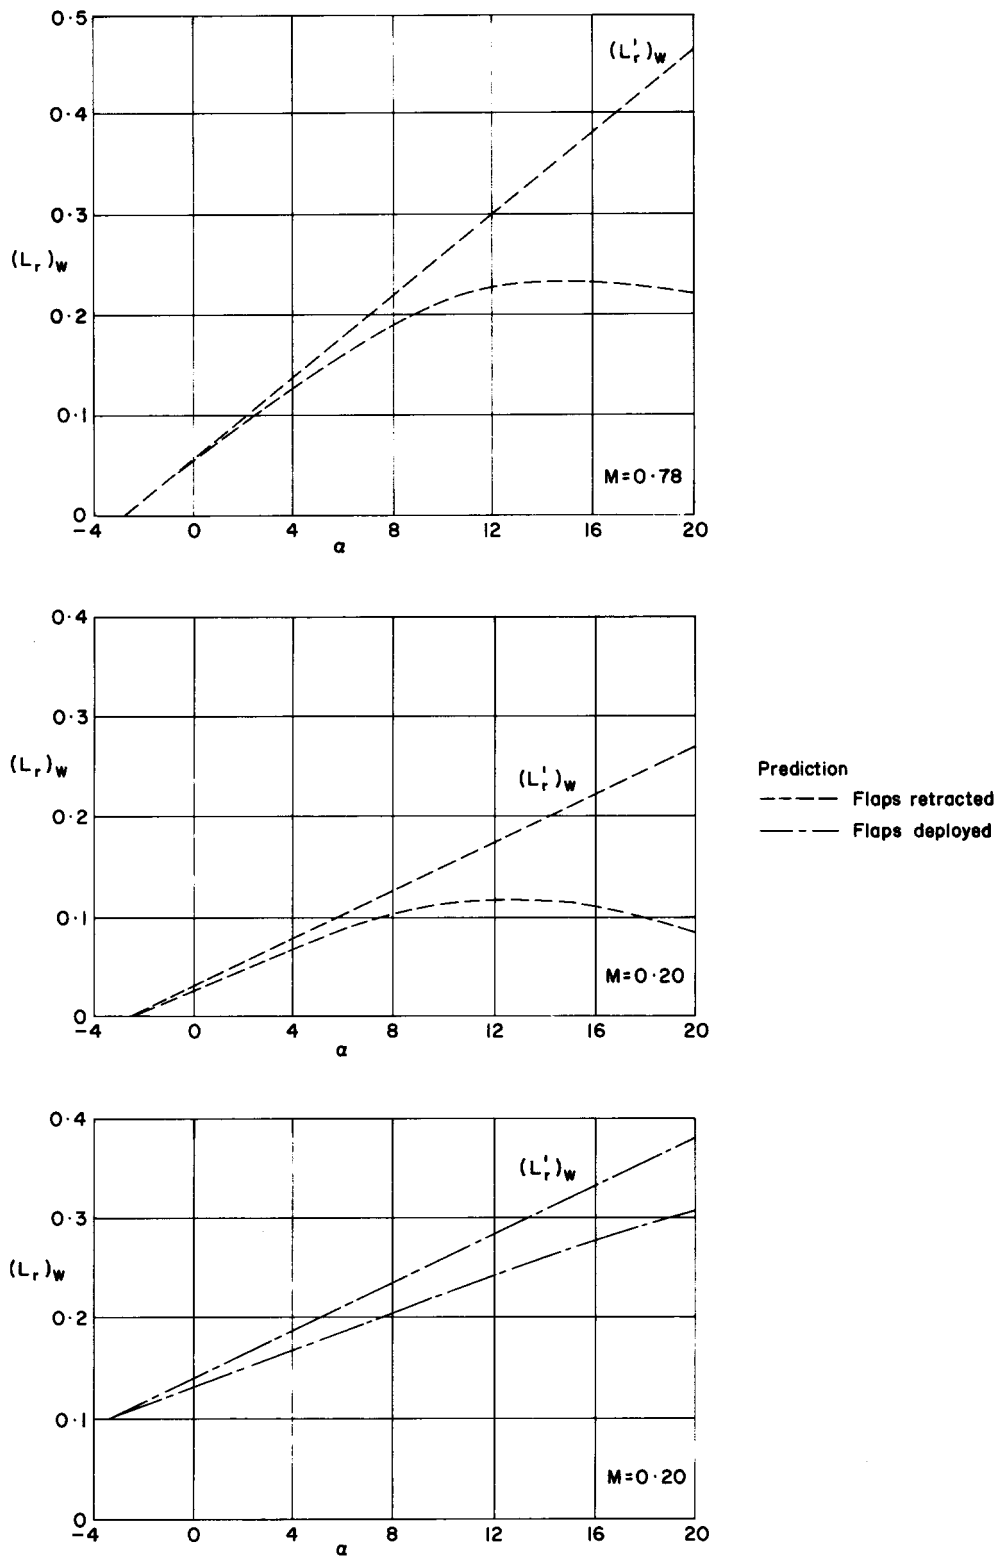 0·5
(L'r)w
0·4
0·3
(Lr)w
0·2
0·1
M=0·78
0
-4 0 4 8 12 16 20
α
0·4
0·3
(Lr)w
(L'r)w
0·2
0·1
M=0·20
0
-4 0 4 8 12 16 20
α
Prediction
Flaps retracted
Flaps deployed
0·4
(L'r)w
0·3
(Lr)w
0·2
0·1
M=0·20
0
-4 0 4 8 12 16 20
α